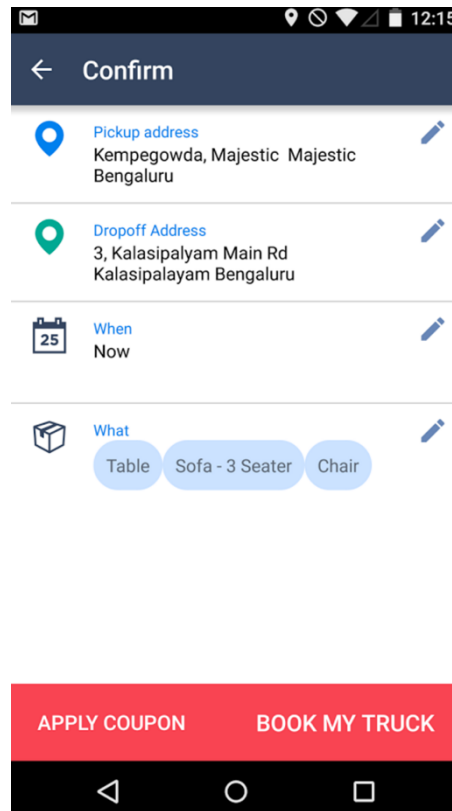 12:15
Confirm
Pickup address
Kempegowda, Majestic Majestic
Bengaluru
Dropoff Address
3, Kalasipalyam Main Rd
Kalasipalayam Bengaluru
25
When
Now
What
Table Sofa - 3 Seater Chair
APPLY COUPON BOOK MY TRUCK